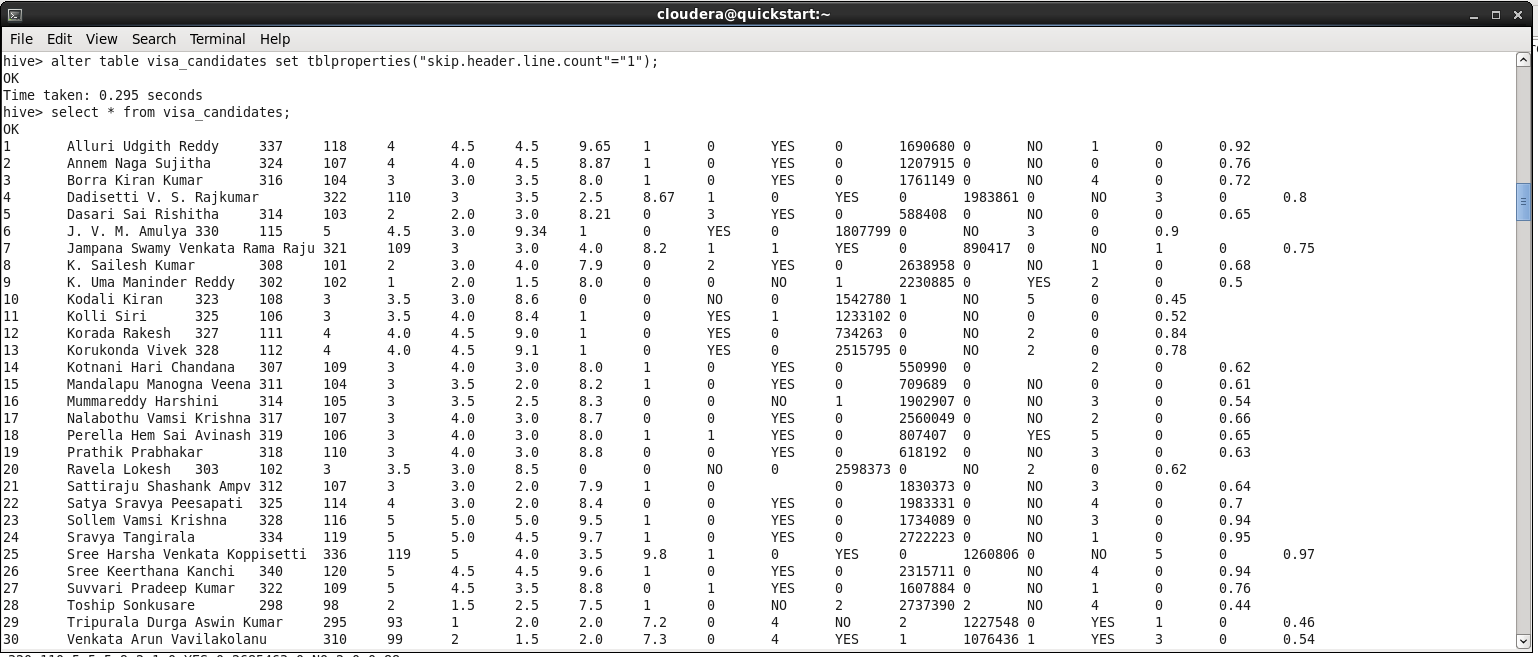 cloudera@quickstart:~
File Edit View Search Terminal Help
hive> alter table visa_candidates set tblproperties("skip.header.line.count"="1");
OK
Time taken: 0.295 seconds
hive> select * from visa_candidates;
OK
1 Alluri Udgith Reddy 337 118 4 4.5 4.5 9.65 1 0 YES 0 1690680 0 NO 1 0 0.92
2 Annem Naga Sujitha 324 107 4 4.0 4.5 8.87 1 0 YES 0 1207915 0 NO 0 0 0.76
3 Borra Kiran Kumar 316 104 3 3.0 3.5 8.0 1 0 YES 0 1761149 0 NO 4 0 0.72
4 Dadisetti V. S. Rajkumar 322 110 3 3.5 2.5 8.67 1 0 YES 0 1983861 0 NO 3 0 0.8
5 Dasari Sai Rishitha 314 103 2 2.0 3.0 8.21 0 3 YES 0 588408 0 NO 0 0 0.65
6 J. V. M. Amulya 330 115 5 4.5 3.0 9.34 1 0 YES 0 1807799 0 NO 3 0 0.9
7 Jampana Swamy Venkata Rama Raju 321 109 3 3.0 4.0 8.2 1 1 YES 0 890417 0 NO 1 0 0.75
8 K. Sailesh Kumar 308 101 2 3.0 4.0 7.9 0 2 YES 0 2638958 0 NO 1 0 0.68
9 K. Uma Maninder Reddy 302 102 1 2.0 1.5 8.0 0 0 NO 1 2230885 0 YES 2 0 0.5
10 Kodali Kiran 323 108 3 3.5 3.0 8.6 0 0 NO 0 1542780 1 NO 5 0 0.45
11 Kolli Siri 325 106 3 3.5 4.0 8.4 1 0 YES 1 1233102 0 NO 0 0 0.52
12 Korada Rakesh 327 111 4 4.0 4.5 9.0 1 0 YES 0 734263 0 NO 2 0 0.84
13 Korukonda Vivek 328 112 4 4.0 4.5 9.1 1 0 YES 0 2515795 0 NO 2 0 0.78
14 Kotnani Hari Chandana 307 109 3 4.0 3.0 8.0 1 0 YES 0 550990 0 2 0 0.62
15 Mandalapu Manogna Veena 311 104 3 3.5 2.0 8.2 1 0 YES 0 709689 0 NO 0 0 0.61
16 Mummareddy Harshini 314 105 3 3.5 2.5 8.3 0 0 NO 1 1902907 0 NO 3 0 0.54
17 Nalabothu Vamsi Krishna 317 107 3 4.0 3.0 8.7 0 0 YES 0 2560049 0 NO 2 0 0.66
18 Perella Hem Sai Avinash 319 106 3 4.0 3.0 8.0 1 1 YES 0 807407 0 YES 5 0 0.65
19 Prathik Prabhakar 318 110 3 4.0 3.0 8.8 0 0 YES 0 618192 0 NO 3 0 0.63
20 Ravela Lokesh 303 102 3 3.5 3.0 8.5 0 0 NO 0 2598373 0 NO 2 0 0.62
21 Sattiraju Shashank Ampv 312 107 3 3.0 2.0 7.9 1 0 0 1830373 0 NO 3 0 0.64
22 Satya Sravya Peesapati 325 114 4 3.0 2.0 8.4 0 0 YES 0 1983331 0 NO 4 0 0.7
23 Sollem Vamsi Krishna 328 116 5 5.0 5.0 9.5 1 0 YES 0 1734089 0 NO 3 0 0.94
24 Sravya Tangirala 334 119 5 5.0 4.5 9.7 1 0 YES 0 2722223 0 NO 1 0 0.95
25 Sree Harsha Venkata Koppisetti 336 119 5 4.0 3.5 9.8 1 0 YES 0 1260806 0 NO 5 0 0.97
26 Sree Keerthana Kanchi 340 120 5 4.5 4.5 9.6 1 0 YES 0 2315711 0 NO 4 0 0.94
27 Suvvari Pradeep Kumar 322 109 5 4.5 3.5 8.8 0 1 YES 0 1607884 0 NO 1 0 0.76
28 Toship Sonkusare 298 98 2 1.5 2.5 7.5 1 0 NO 2 2737390 2 NO 4 0 0.44
29 Tripurala Durga Aswin Kumar 295 93 1 2.0 2.0 7.2 0 4 NO 2 1227548 0 YES 1 0 0.46
30 Venkata Arun Vavilakolanu 310 99 2 1.5 2.0 7.3 0 4 YES 1 1076436 1 YES 3 0 0.54